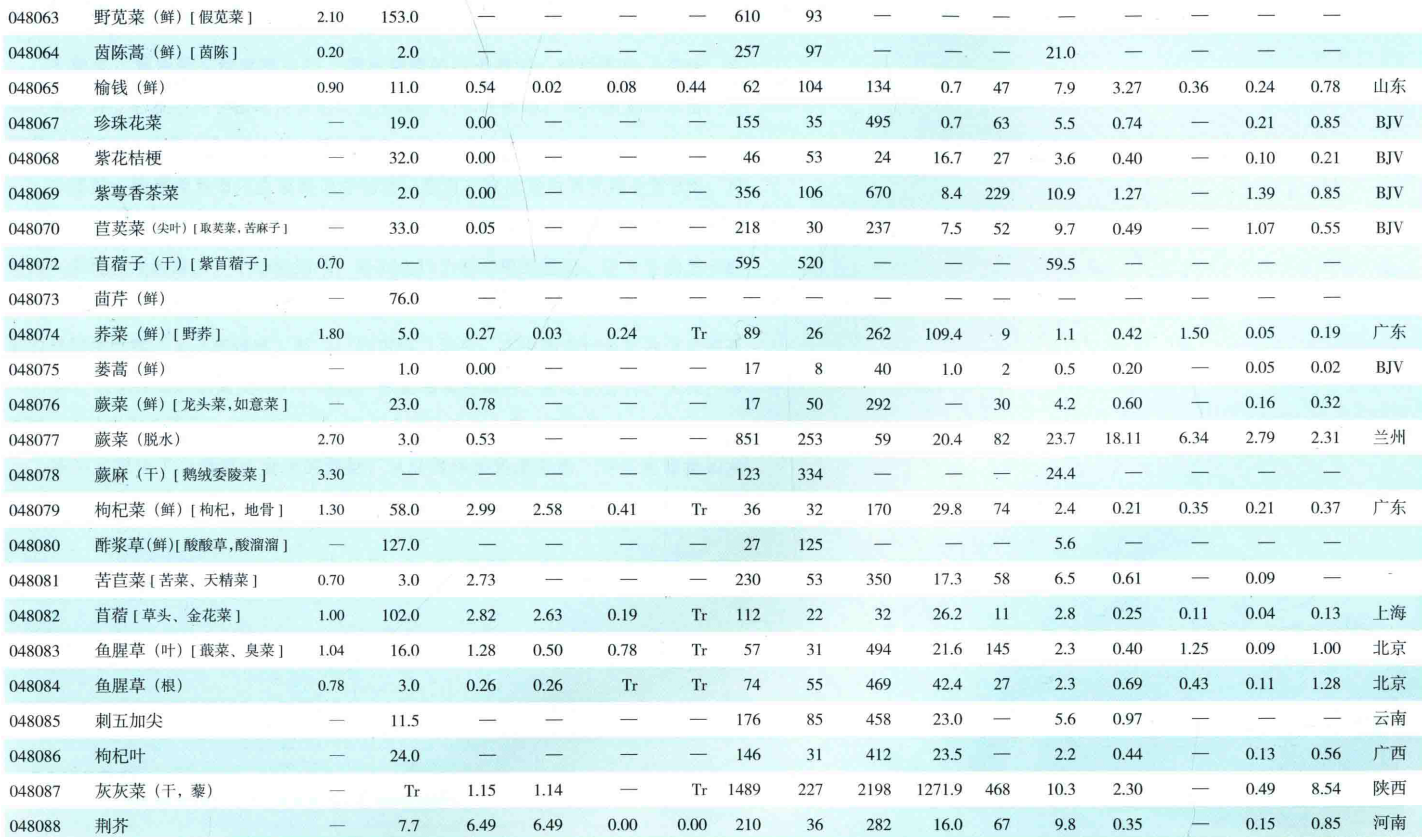 048063 野苋菜（鲜）[假苋菜] 2.10 153.0 — — — — 610 93 — — — — — — — —
048064 茵陈蒿（鲜）[茵陈] 0.20 2.0 — — — — 257 97 — — — 21.0 — — — —
048065 榆钱（鲜） 0.90 11.0 0.54 0.02 0.08 0.44 62 104 134 0.7 47 7.9 3.27 0.36 0.24 0.78 山东
048067 珍珠花菜 — 19.0 0.00 — — — 155 35 495 0.7 63 5.5 0.74 — 0.21 0.85 BJV
048068 紫花桔梗 — 32.0 0.00 — — — 46 53 24 16.7 27 3.6 0.40 — 0.10 0.21 BJV
048069 紫萼香茶菜 — 2.0 0.00 — — — 356 106 670 8.4 229 10.9 1.27 — 1.39 0.85 BJV
048070 苣荬菜（尖叶）[取荬菜，苦麻子] — 33.0 0.05 — — — 218 30 237 7.5 52 9.7 0.49 — 1.07 0.55 BJV
048072 苜蓿子（干）[紫苜蓿子] 0.70 — — — — — 595 520 — — — 59.5 — — — —
048073 茴芹（鲜） — 76.0 — — — — — — — — — — — — — —
048074 荞菜（鲜）[野荞] 1.80 5.0 0.27 0.03 0.24 Tr 89 26 262 109.4 9 1.1 0.42 1.50 0.05 0.19 广东
048075 蒌蒿（鲜） — 1.0 0.00 — — — 17 8 40 1.0 2 0.5 0.20 — 0.05 0.02 BJV
048076 蕨菜（鲜）[龙头菜，如意菜] — 23.0 0.78 — — — 17 50 292 — 30 4.2 0.60 — 0.16 0.32
048077 蕨菜（脱水） 2.70 3.0 0.53 — — — 851 253 59 20.4 82 23.7 18.11 6.34 2.79 2.31 兰州
048078 蕨麻（干）[鹅绒委陵菜] 3.30 — — — — — 123 334 — — — 24.4 — — — —
048079 枸杞菜（鲜）[枸杞，地骨] 1.30 58.0 2.99 2.58 0.41 Tr 36 32 170 29.8 74 2.4 0.21 0.35 0.21 0.37 广东
048080 酢浆草（鲜）[酸酸草，酸溜溜] — 127.0 — — — — 27 125 — — — 5.6 — — — —
048081 苦苣菜[苦菜、天精菜] 0.70 3.0 2.73 — — — 230 53 350 17.3 58 6.5 0.61 — 0.09 —
048082 苜蓿[草头、金花菜] 1.00 102.0 2.82 2.63 0.19 Tr 112 22 32 26.2 11 2.8 0.25 0.11 0.04 0.13 上海
048083 鱼腥草（叶）[蕺菜、臭菜] 1.04 16.0 1.28 0.50 0.78 Tr 57 31 494 21.6 145 2.3 0.40 1.25 0.09 1.00 北京
048084 鱼腥草（根） 0.78 3.0 0.26 0.26 Tr Tr 74 55 469 42.4 27 2.3 0.69 0.43 0.11 1.28 北京
048085 刺五加尖 — 11.5 — — — — 176 85 458 23.0 — 5.6 0.97 — — — 云南
048086 枸杞叶 — 24.0 — — — — 146 31 412 23.5 — 2.2 0.44 — 0.13 0.56 广西
048087 灰灰菜（干，藜） — Tr 1.15 1.14 — Tr 1489 227 2198 1271.9 468 10.3 2.30 — 0.49 8.54 陕西
048088 荆芥 — 7.7 6.49 6.49 0.00 0.00 210 36 282 16.0 67 9.8 0.35 — 0.15 0.85 河南